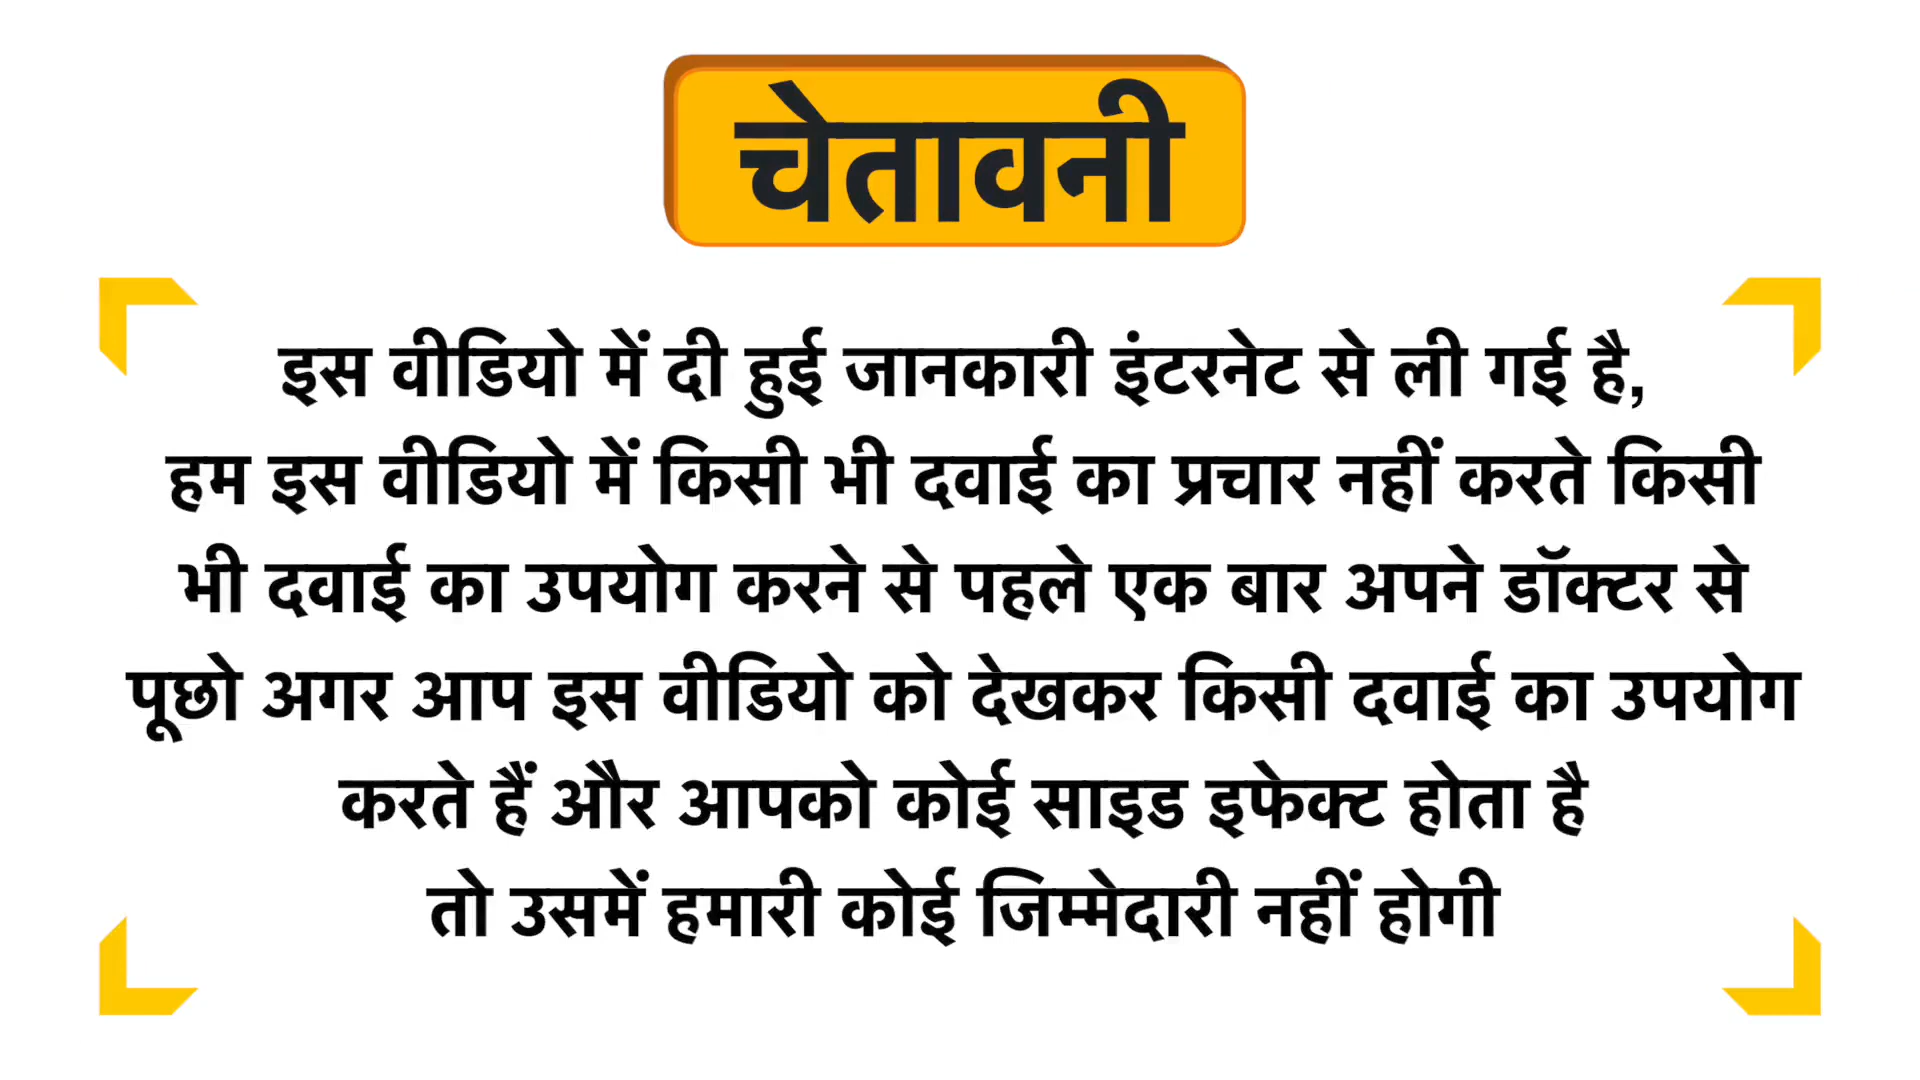 चेतावनी
इस वीडियो में दी हुई जानकारी इंटरनेट से ली गई है,
हम इस वीडियो में किसी भी दवाई का प्रचार नहीं करते किसी
भी दवाई का उपयोग करने से पहले एक बार अपने डॉक्टर से
पूछो अगर आप इस वीडियो को देखकर किसी दवाई का उपयोग
करते हैं और आपको कोई साइड इफेक्ट होता है
तो उसमें हमारी कोई जिम्मेदारी नहीं होगी